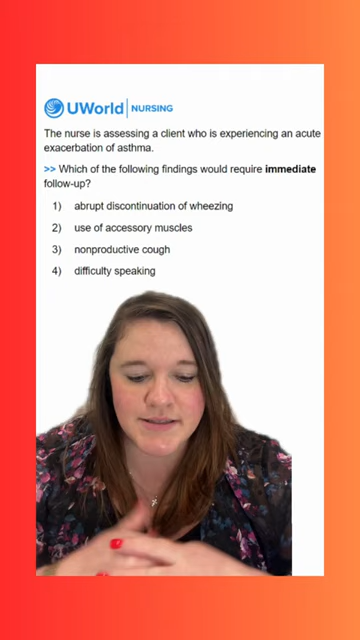 UWorld NURSING
The nurse is assessing a client who is experiencing an acute
exacerbation of asthma.
>> Which of the following findings would require immediate
follow-up?
1) abrupt discontinuation of wheezing
2) use of accessory muscles
3) nonproductive cough
4) difficulty speaking